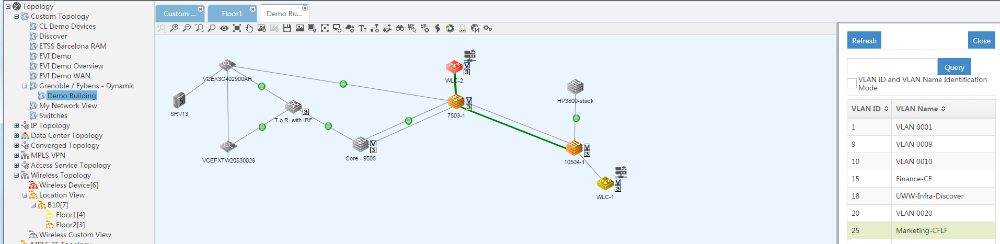 Topology
Custom Topology
CL Demo Devices
Discover
ETSS Barcelona RAM
EVI Demo
EVI Demo Overview
EVI Demo WAN
Grenoble / Eybens - Dynamic
Demo Building
My Network View
Switches
IP Topology
Data Center Topology
Converged Topology
MPLS VPN
Access Service Topology
Wireless Topology
Wireless Device[6]
Location View
B10[7]
Floor1[4]
Floor2[3]
Wireless Custom View
MPLS TE Topology
Custom ...
Floor1
Demo Bu...
VCEX3C402900AH
SRV13
T.o.R. with IRF
3
VCEFXTW20530026
Core - 9505
V
3
WLC-2
V
3
7503-1
V
3
HP3800-stack
10504-1
V
3
WLC-1
V
3
Refresh
Close
Query
VLAN ID and VLAN Name Identification
Mode
VLAN ID VLAN Name
1 VLAN 0001
9 VLAN 0009
10 VLAN 0010
15 Finance-CF
18 UWW-Infra-Discover
20 VLAN 0020
25 Marketing-CFLF